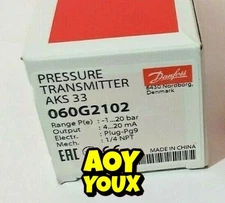 Danfoss
6430 Nordborg,
Denmark
PRESSURE
TRANSMITTER
AKS 33
060G2102
Range P(e) : -1...20 bar
Output : 4...20 mA
Electr. : Plug-Pg9
Mech. : 1/4 NPT
EAC
MADE IN CHINA
AOY
YOUX